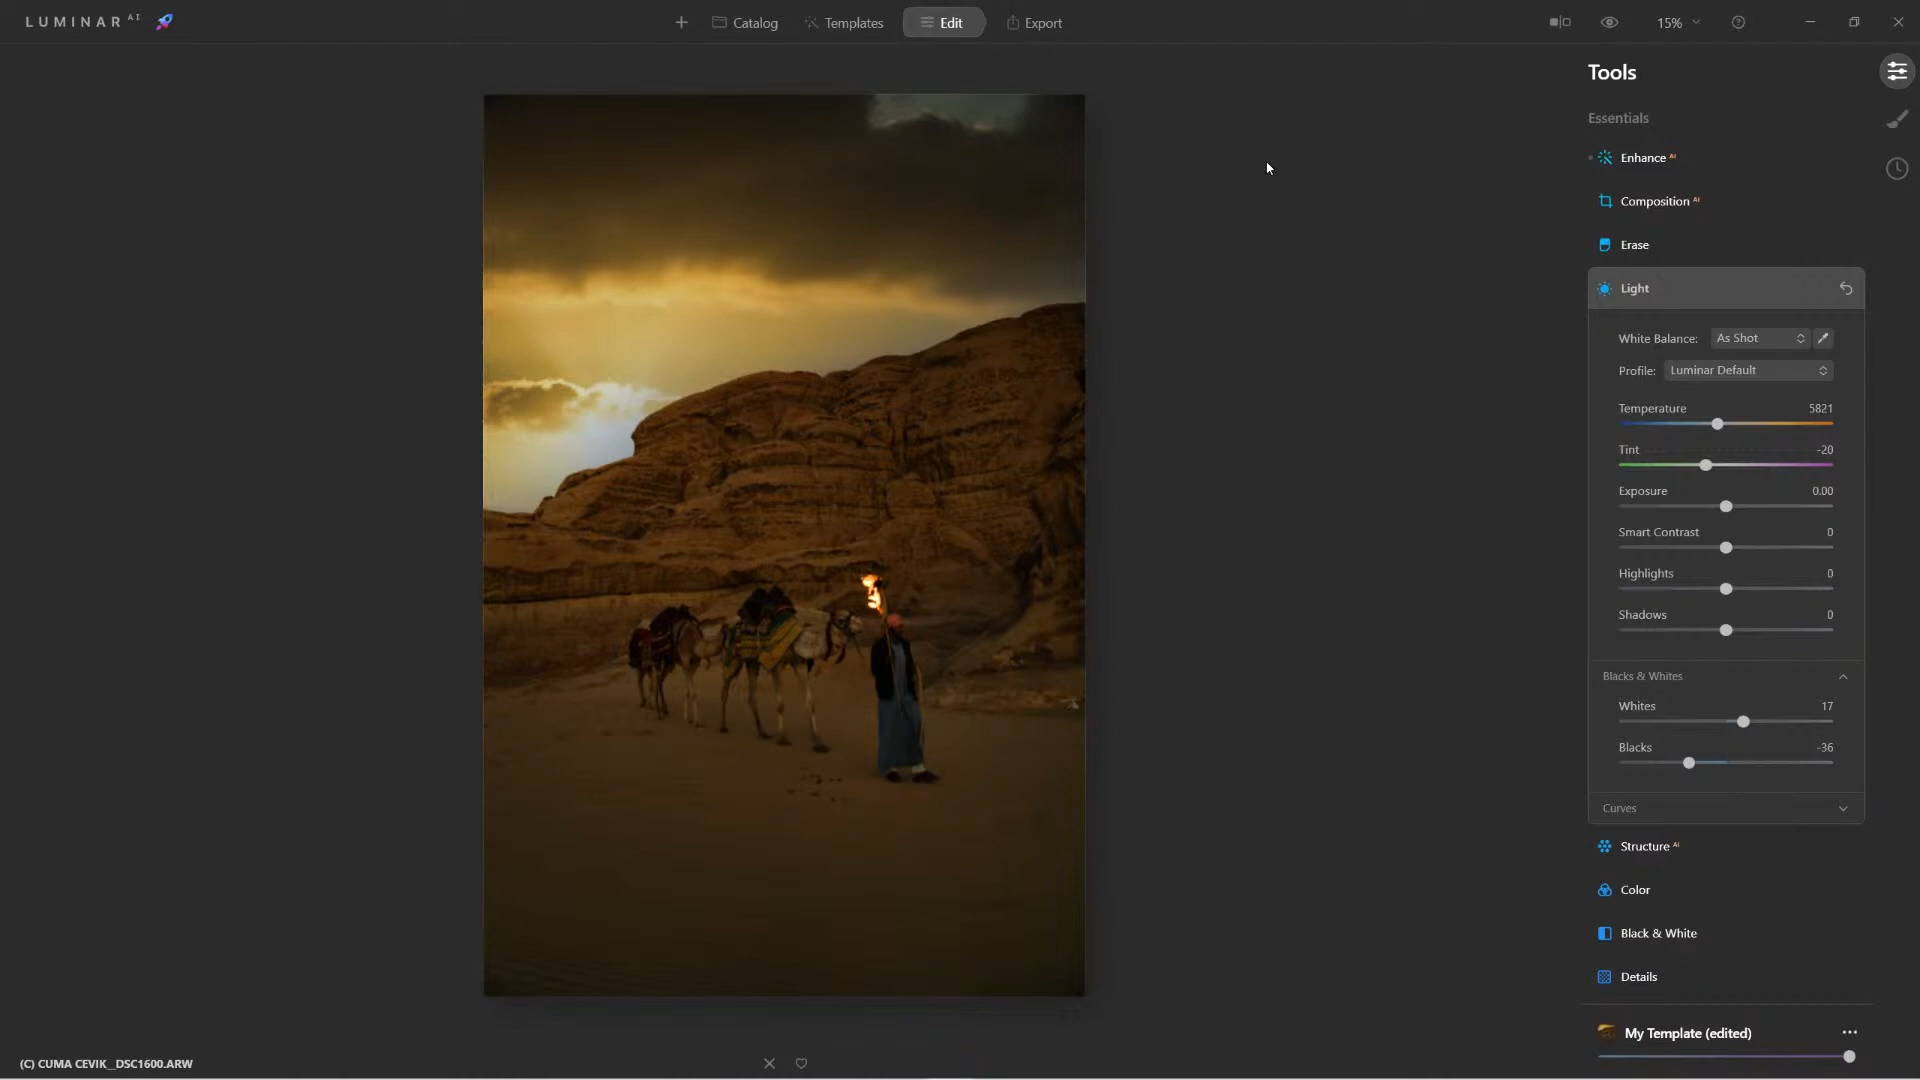 LUMINAR AI
Catalog
Templates
Edit
Export
15%
Tools
Essentials
Enhance AI
Composition AI
Erase
Light
White Balance: As Shot
Profile: Luminar Default
Temperature 5821
Tint -20
Exposure 0.00
Smart Contrast 0
Highlights 0
Shadows 0
Blacks & Whites
Whites 17
Blacks -36
Curves
Structure AI
Color
Black & White
Details
My Template (edited)
(C) CUMA CEVIK_DSC1600.ARW